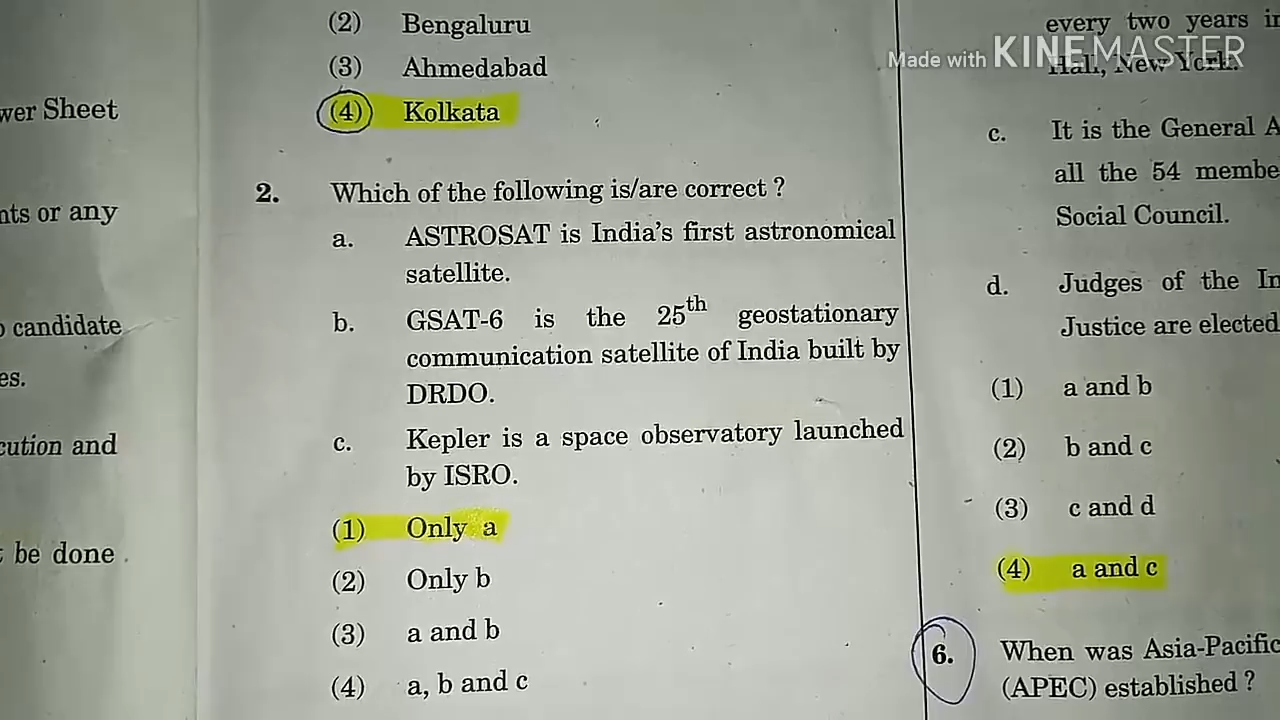 wer Sheet
nts or any
candidate
es.
cution and
be done .
(2) Bengaluru
(3) Ahmedabad
(4) Kolkata
2. Which of the following is/are correct ?
a. ASTROSAT is India's first astronomical
satellite.
b. GSAT-6 is the 25th geostationary
communication satellite of India built by
DRDO.
c. Kepler is a space observatory launched
by ISRO.
(1) Only a
(2) Only b
(3) a and b
(4) a, b and c
every two years in
Made with KINEMASTER
Hall, New York.
c. It is the General A
all the 54 membe
Social Council.
d. Judges of the In
Justice are elected
(1) a and b
(2) b and c
(3) c and d
(4) a and c
6. When was Asia-Pacific
(APEC) established ?